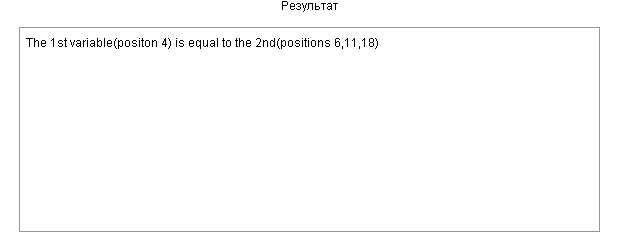 Результат
The 1st variable(positon 4) is equal to the 2nd(positions 6,11,18)